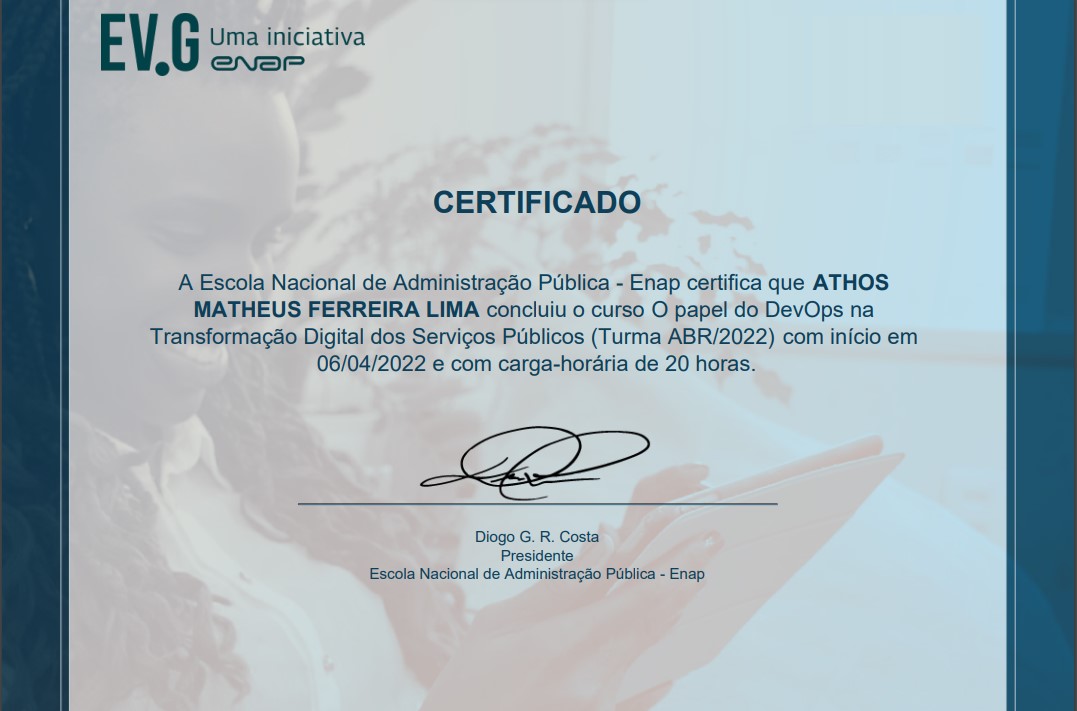 EV.G Uma iniciativa
enap
CERTIFICADO
A Escola Nacional de Administração Pública - Enap certifica que ATHOS
MATHEUS FERREIRA LIMA concluiu o curso O papel do DevOps na
Transformação Digital dos Serviços Públicos (Turma ABR/2022) com início em
06/04/2022 e com carga-horária de 20 horas.
Diogo G. R. Costa
Presidente
Escola Nacional de Administração Pública - Enap